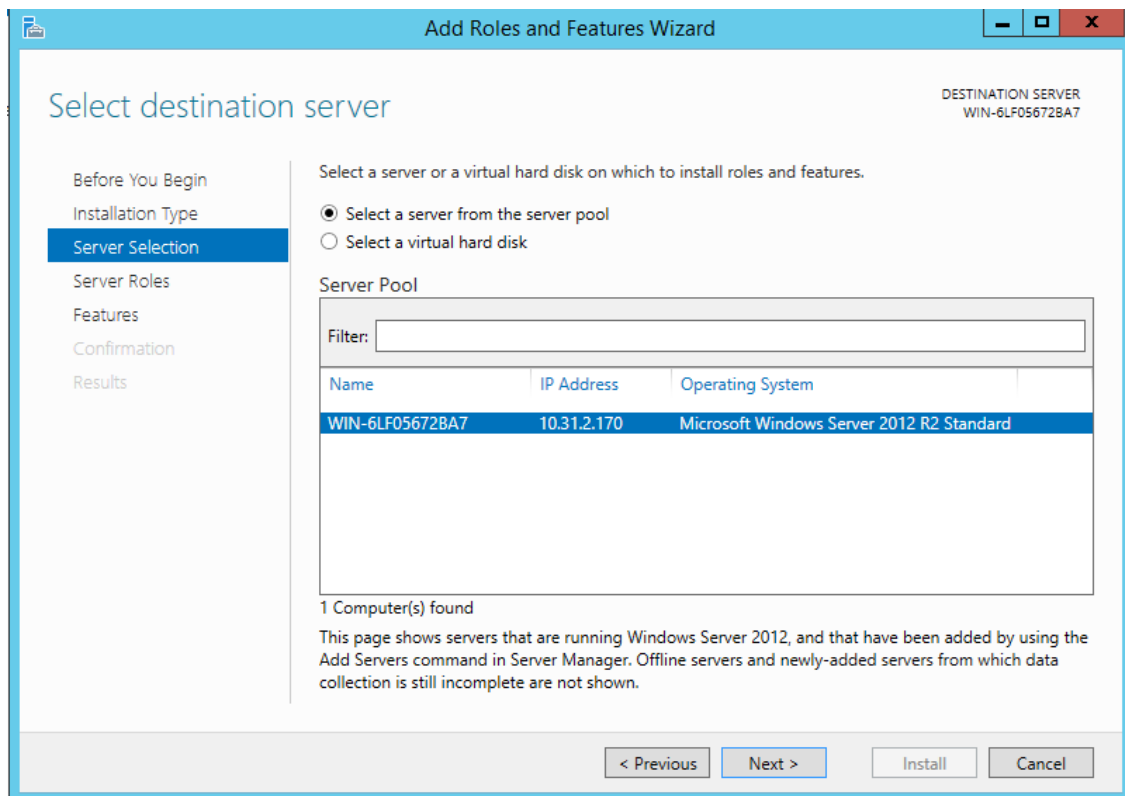 Add Roles and Features Wizard
Select destination server
DESTINATION SERVER
WIN-6LF05672BA7
Before You Begin
Installation Type
Server Selection
Server Roles
Features
Confirmation
Results
Select a server or a virtual hard disk on which to install roles and features.
Select a server from the server pool
Select a virtual hard disk
Server Pool
Filter:
Name IP Address Operating System
WIN-6LF05672BA7 10.31.2.170 Microsoft Windows Server 2012 R2 Standard
1 Computer(s) found
This page shows servers that are running Windows Server 2012, and that have been added by using the
Add Servers command in Server Manager. Offline servers and newly-added servers from which data
collection is still incomplete are not shown.
< Previous Next > Install Cancel